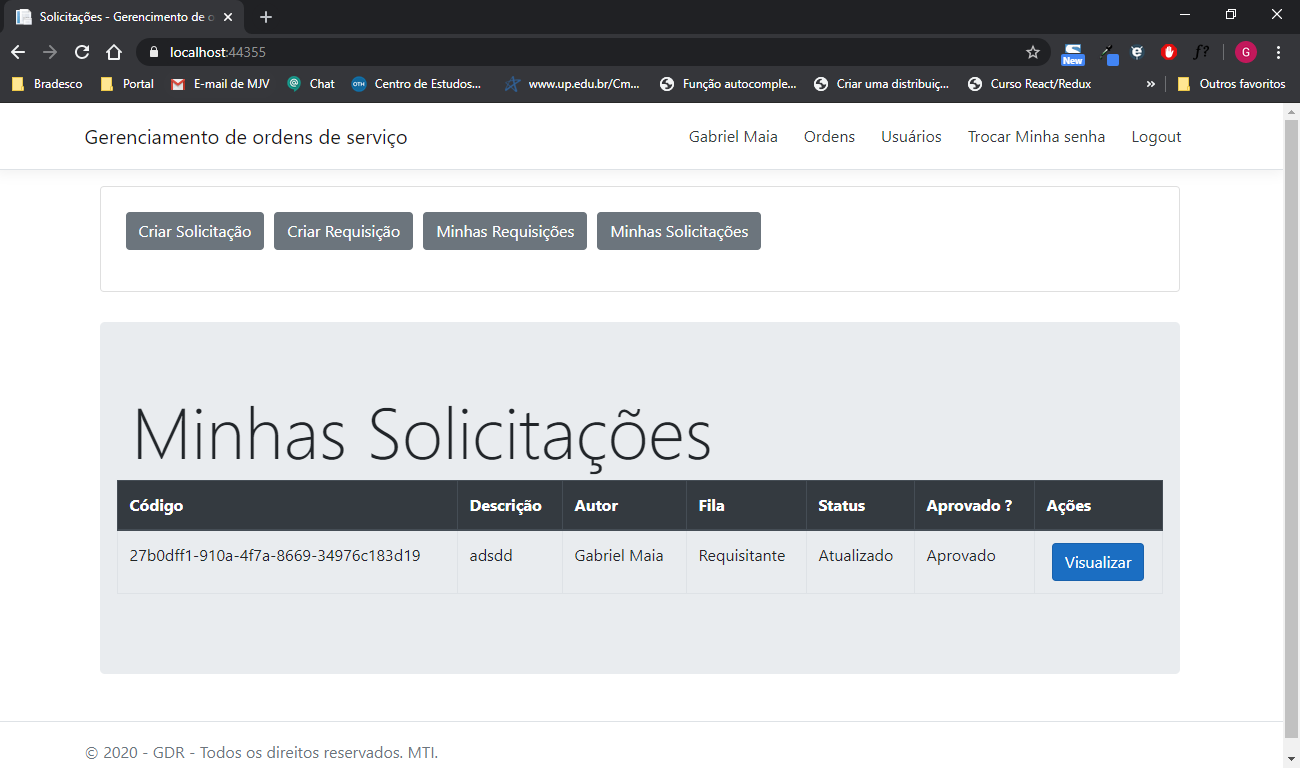 Solicitações - Gerencimento de o
localhost:44355
New
f?
G
Bradesco Portal E-mail de MJV Chat OTH Centro de Estudos... www.up.edu.br/Cm... Função autocomple... Criar uma distribuiç... Curso React/Redux » Outros favoritos
Gerenciamento de ordens de serviço Gabriel Maia Ordens Usuários Trocar Minha senha Logout
Criar Solicitação Criar Requisição Minhas Requisições Minhas Solicitações
Minhas Solicitações
Código Descrição Autor Fila Status Aprovado ? Ações
27b0dff1-910a-4f7a-8669-34976c183d19 adsdd Gabriel Maia Requisitante Atualizado Aprovado Visualizar
© 2020 - GDR - Todos os direitos reservados. MTI.